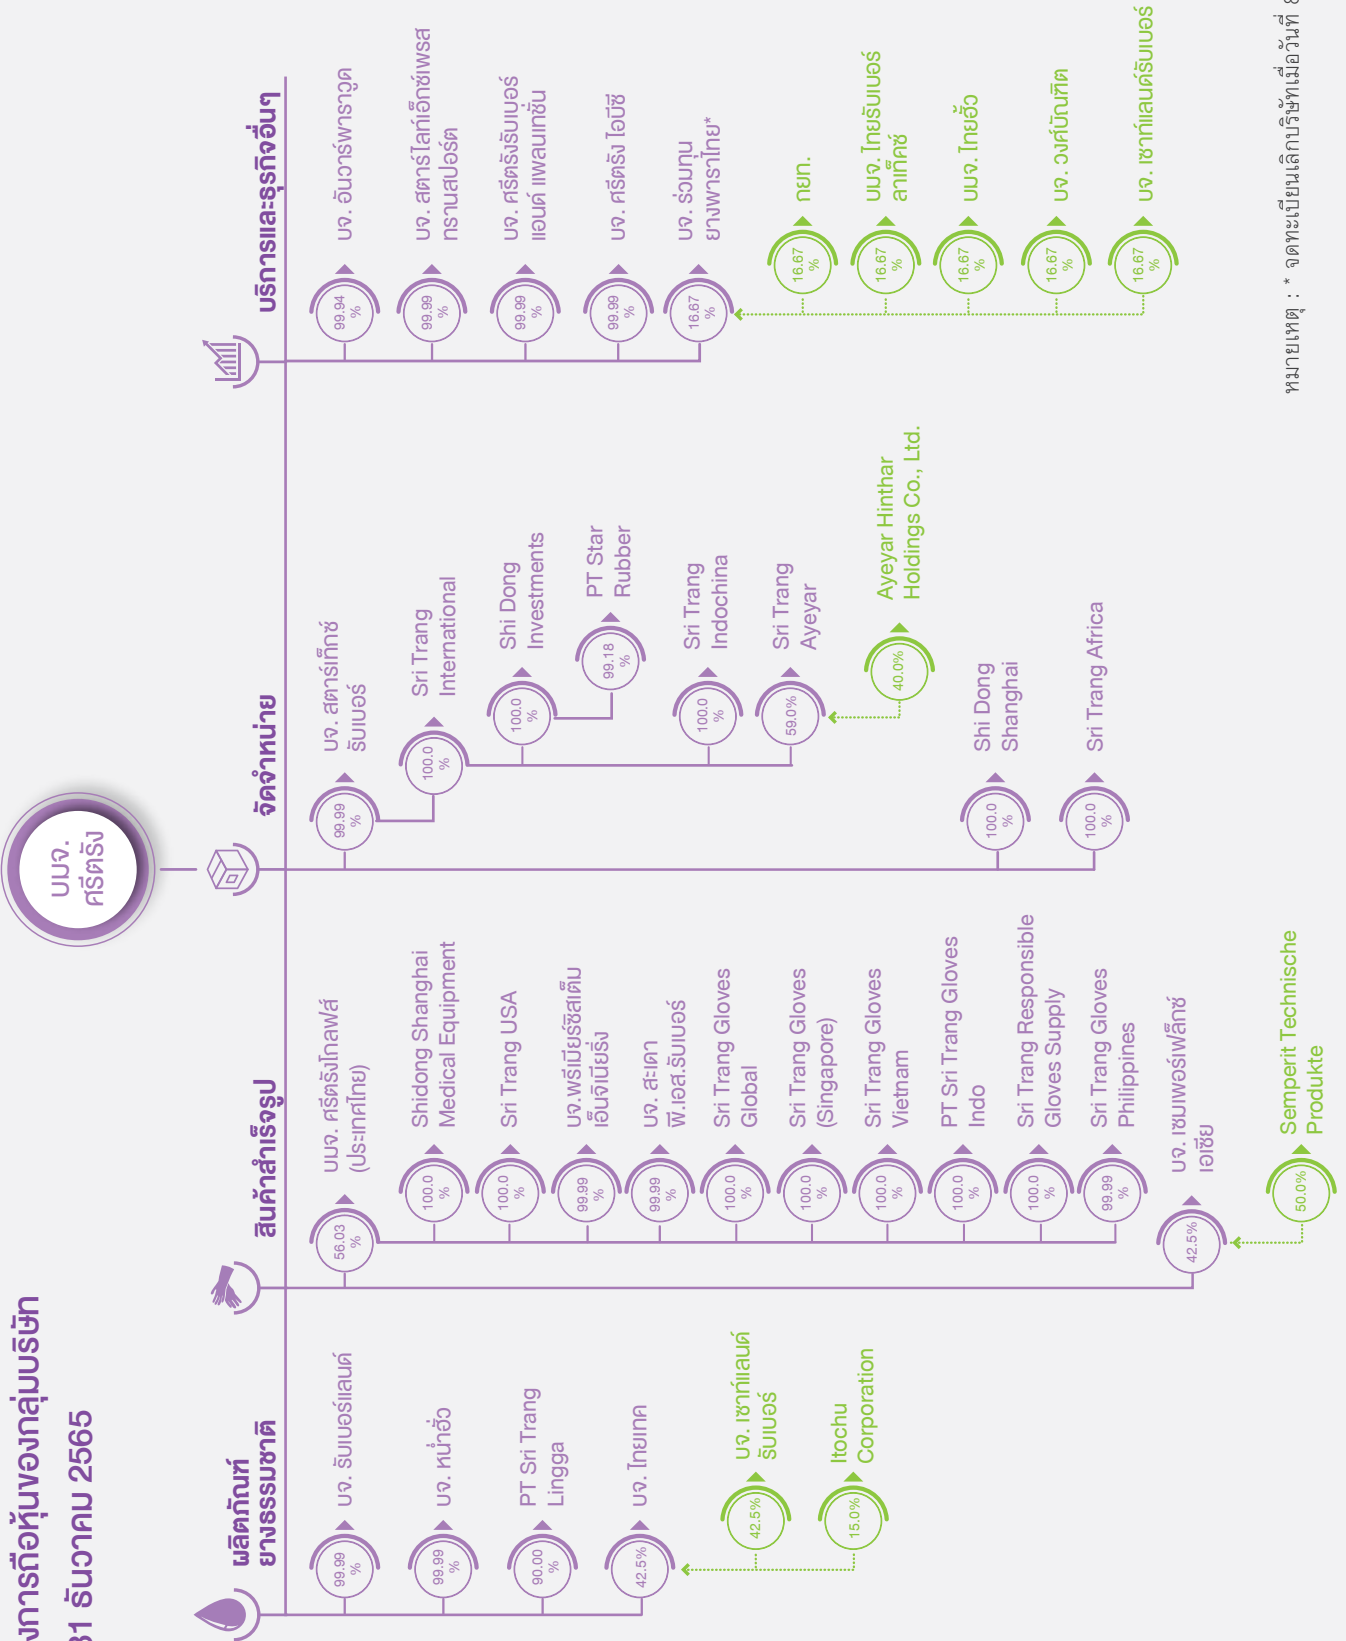 งการถือหุ้นของกลุ่มบริษัท
31 ธันวาคม 2565
บมจ.
ศรีตรัง
ผลิตภัณฑ์
ยางธรรมชาติ
99.99
%
บจ. รับเบอร์แลนด์
99.99
%
บจ. หน่ำฮั่ว
90.00
%
PT Sri Trang
Lingga
42.5%
บจ. ไทยเทค
42.5%
บจ. เซาท์แลนด์
รับเบอร์
15.0%
Itochu
Corporation
สินค้าสำเร็จรูป
56.03
%
บมจ. ศรีตรังโกลฟส์
(ประเทศไทย)
100.0
%
Shidong Shanghai
Medical Equipment
100.0
%
Sri Trang USA
99.99
%
บจ.พรีเมียร์ซิสเต็ม
เอ็นจิเนียริ่ง
99.99
%
บจ. สะเดา
พี.เอส.รับเบอร์
100.0
%
Sri Trang Gloves
Global
100.0
%
Sri Trang Gloves
(Singapore)
100.0
%
Sri Trang Gloves
Vietnam
100.0
%
PT Sri Trang Gloves
Indo
100.0
%
Sri Trang Responsible
Gloves Supply
99.99
%
Sri Trang Gloves
Philippines
42.5%
บจ. เซมเพอร์เฟล็กซ์
เอเชีย
50.0%
Semperit Technische
Produkte
จัดจำหน่าย
99.99
%
บจ. สตาร์เท็กซ์
รับเบอร์
100.0
%
Sri Trang
International
100.0
%
Shi Dong
Investments
99.18
%
PT Star
Rubber
100.0
%
Sri Trang
Indochina
59.0%
Sri Trang
Ayeyar
40.0%
Ayeyar Hinthar
Holdings Co., Ltd.
100.0
%
Shi Dong
Shanghai
100.0
%
Sri Trang Africa
บริการและธุรกิจอื่นๆ
99.94
%
บจ. อันวาร์พาราวูด
99.99
%
บจ. สตาร์ไลท์เอ็กซ์เพรส
ทรานสปอร์ต
99.99
%
บจ. ศรีตรังรับเบอร์
แอนด์ แพลนเทชั่น
99.99
%
บจ. ศรีตรัง ไอบีซี
16.67
%
บจ. ร่วมทุน
ยางพาราไทย*
16.67
%
กยท.
16.67
%
บมจ. ไทยรับเบอร์
ลาเท็คซ์
16.67
%
บมจ. ไทยฮั้ว
16.67
%
บจ. วงศ์บัณฑิต
16.67
%
บจ. เซาท์แลนด์รับเบอร์
หมายเหตุ : * จดทะเบียนเลิกบริษัทเมื่อวันที่ 8